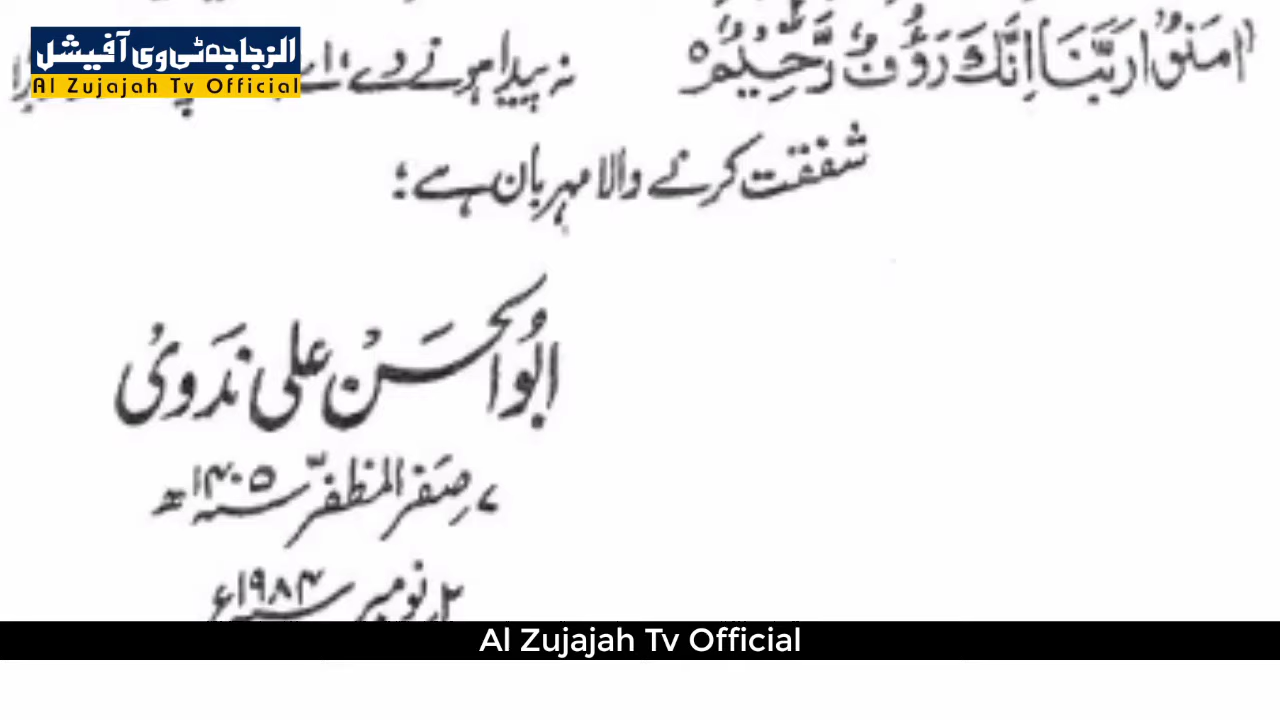 الزجاجہ ٹی وی آفیشل
Al Zujajah Tv Official
اٰمَنُوْا رَبَّنَا اِنَّكَ رَءُوْفٌ رَّحِيْمٌ ہ
نہ پیدا ہونے دے، اے
شفقت کرنے والا مہربان ہے؛
ابوالحسن علی ندوی
۷ صفر المظفر سنہ ۱۴۰۵ھ
۲ نومبر سنہ ۱۹۸۴ء
Al Zujajah Tv Official